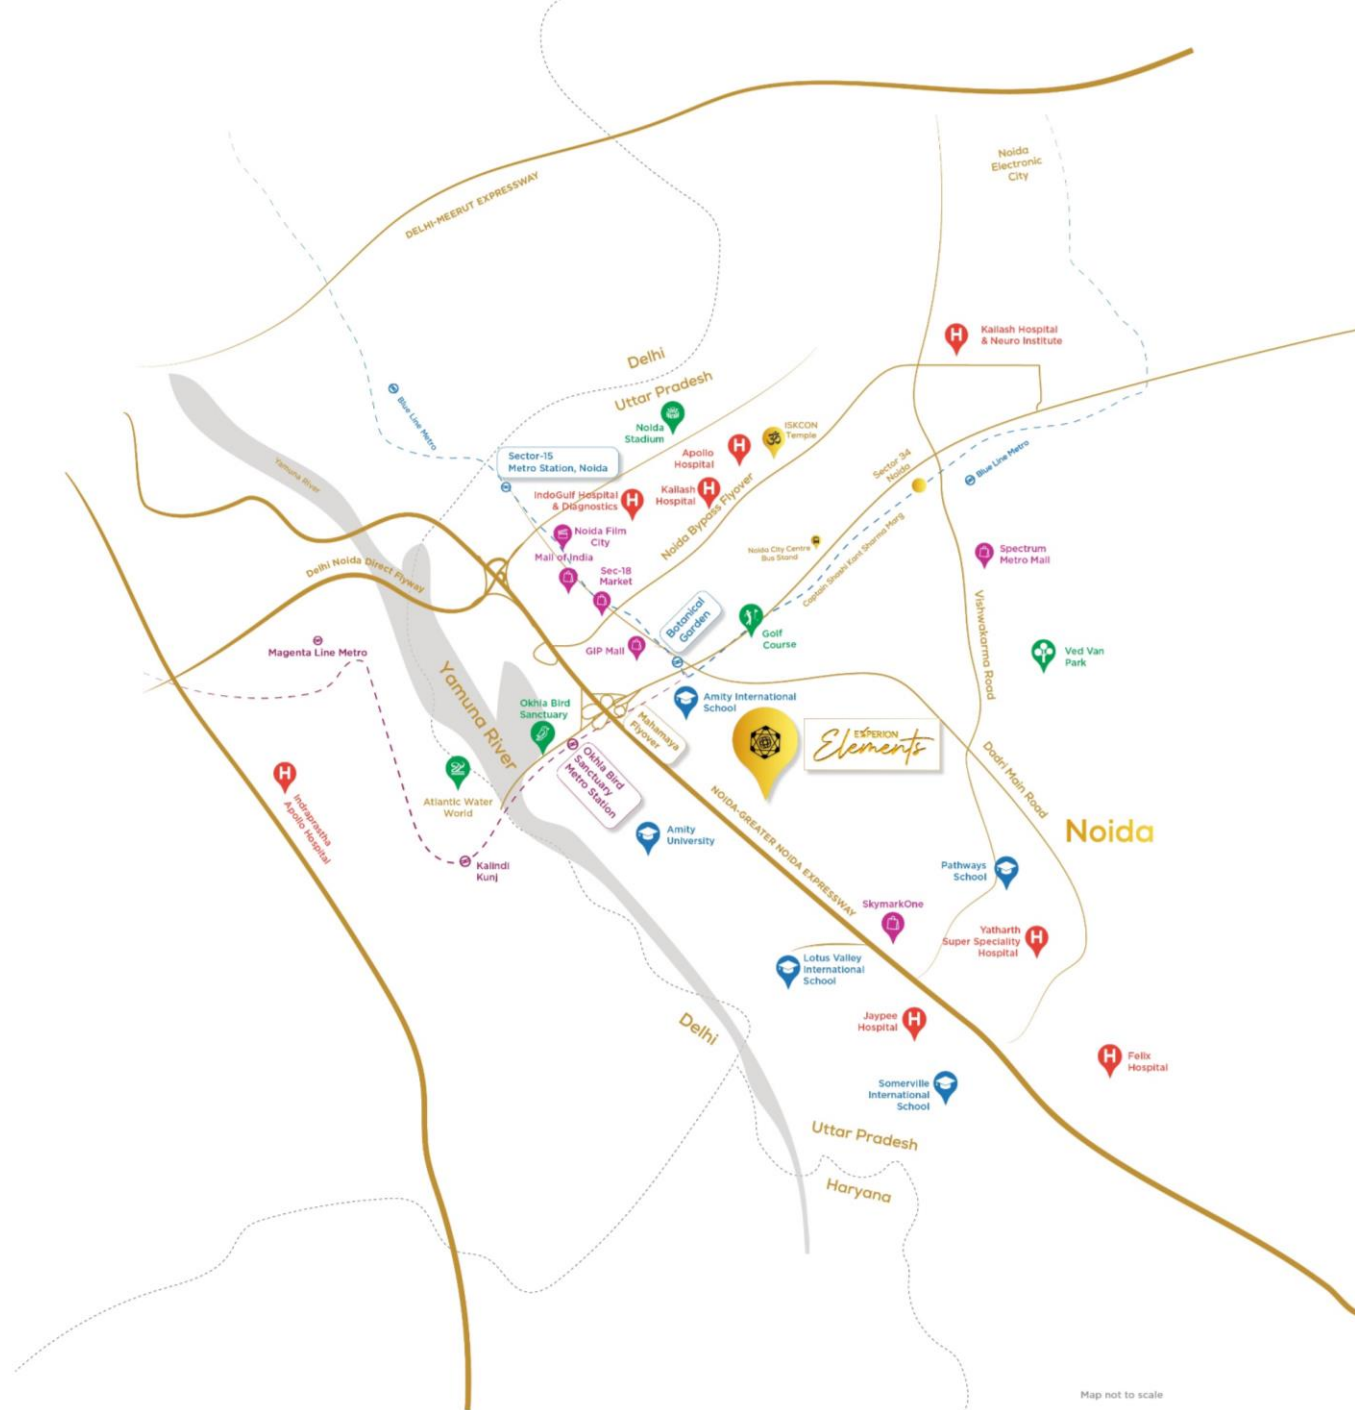 Noida
Electronic
City
DELHI-MEERUT EXPRESSWAY
Kailash Hospital
& Neuro Institute
Delhi
Uttar Pradesh
Blue Line Metro
Noida
Stadium
ISKCON
Temple
Apollo
Hospital
Sector-15
Metro Station, Noida
Yamuna River
Sector 34
Noida
Blue Line Metro
IndoGulf Hospital
& Diagnostics
Kailash
Hospital
Noida Bypass Flyover
Noida Film
City
Mall of India
Sec-18
Market
Noida City Centre
Bus Stand
Captain Shashi Kant Sharma Marg
Spectrum
Metro Mall
Delhi Noida Direct Flyway
Botanical
Garden
Golf
Course
Vishwakarma Road
Magenta Line Metro
GIP Mall
Ved Van
Park
Yamuna River
Okhla Bird
Sanctuary
Amity International
School
Mahamaya
Flyover
EXPERION
Elements
Okhla Bird
Sanctuary
Metro Station
Dadri Main Road
Atlantic Water
World
Indraprastha
Apollo Hospital
NOIDA-GREATER NOIDA EXPRESSWAY
Amity
University
Noida
Kalindi
Kunj
Pathways
School
SkymarkOne
Yatharth
Super Speciality
Hospital
Lotus Valley
International
School
Delhi
Jaypee
Hospital
Felix
Hospital
Somerville
International
School
Uttar Pradesh
Haryana
Map not to scale